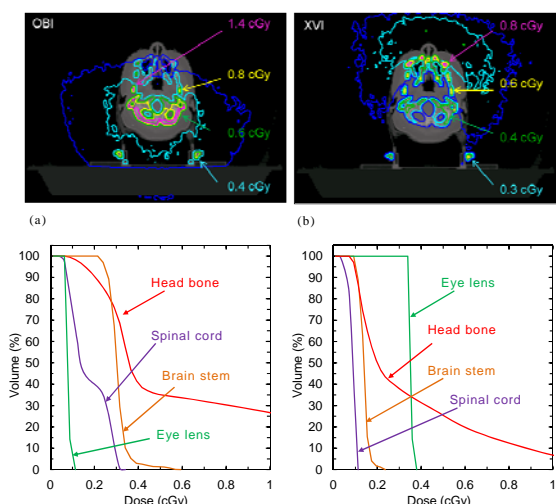 OBI
1.4 cGy
0.8 cGy
0.6 cGy
0.4 cGy
XVI
0.8 cGy
0.6 cGy
0.4 cGy
0.3 cGy
(a)
(b)
Volume (%)
100
90
80
70
60
50
40
30
20
10
0
Head bone
Spinal cord
Brain stem
Eye lens
0
0.2
0.4
0.6
0.8
1
Dose (cGy)
Volume (%)
100
90
80
70
60
50
40
30
20
10
0
Eye lens
Head bone
Brain stem
Spinal cord
0
0.2
0.4
0.6
0.8
1
Dose (cGy)